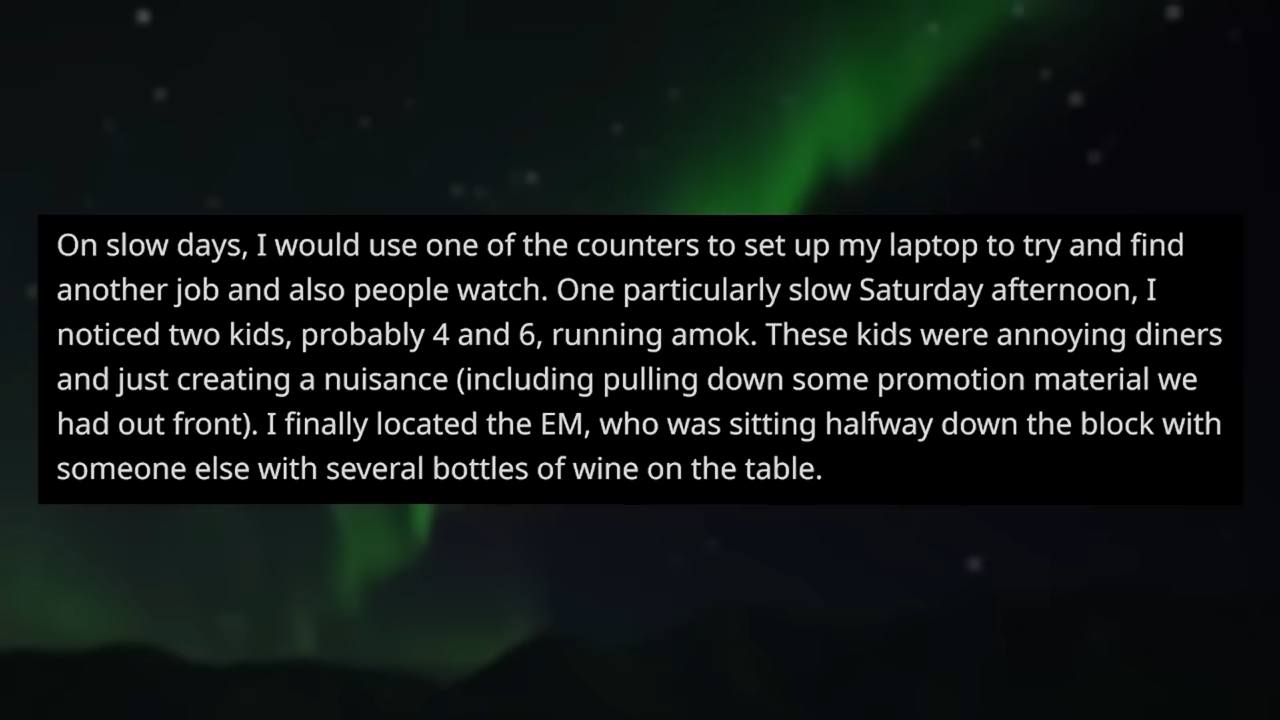 On slow days, I would use one of the counters to set up my laptop to try and find
another job and also people watch. One particularly slow Saturday afternoon, I
noticed two kids, probably 4 and 6, running amok. These kids were annoying diners
and just creating a nuisance (including pulling down some promotion material we
had out front). I finally located the EM, who was sitting halfway down the block with
someone else with several bottles of wine on the table.